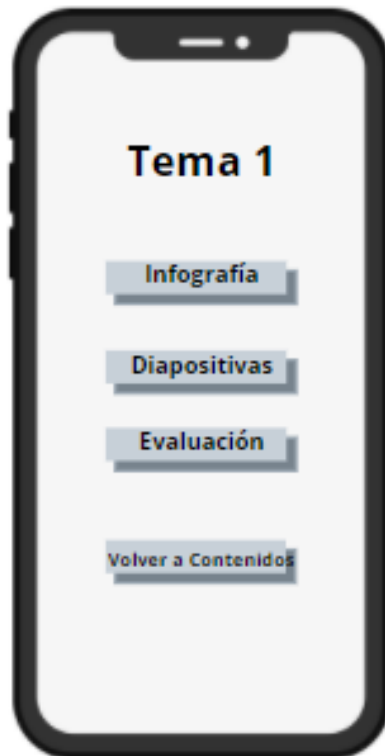 Tema 1
Infografía
Diapositivas
Evaluación
Volver a Contenidos